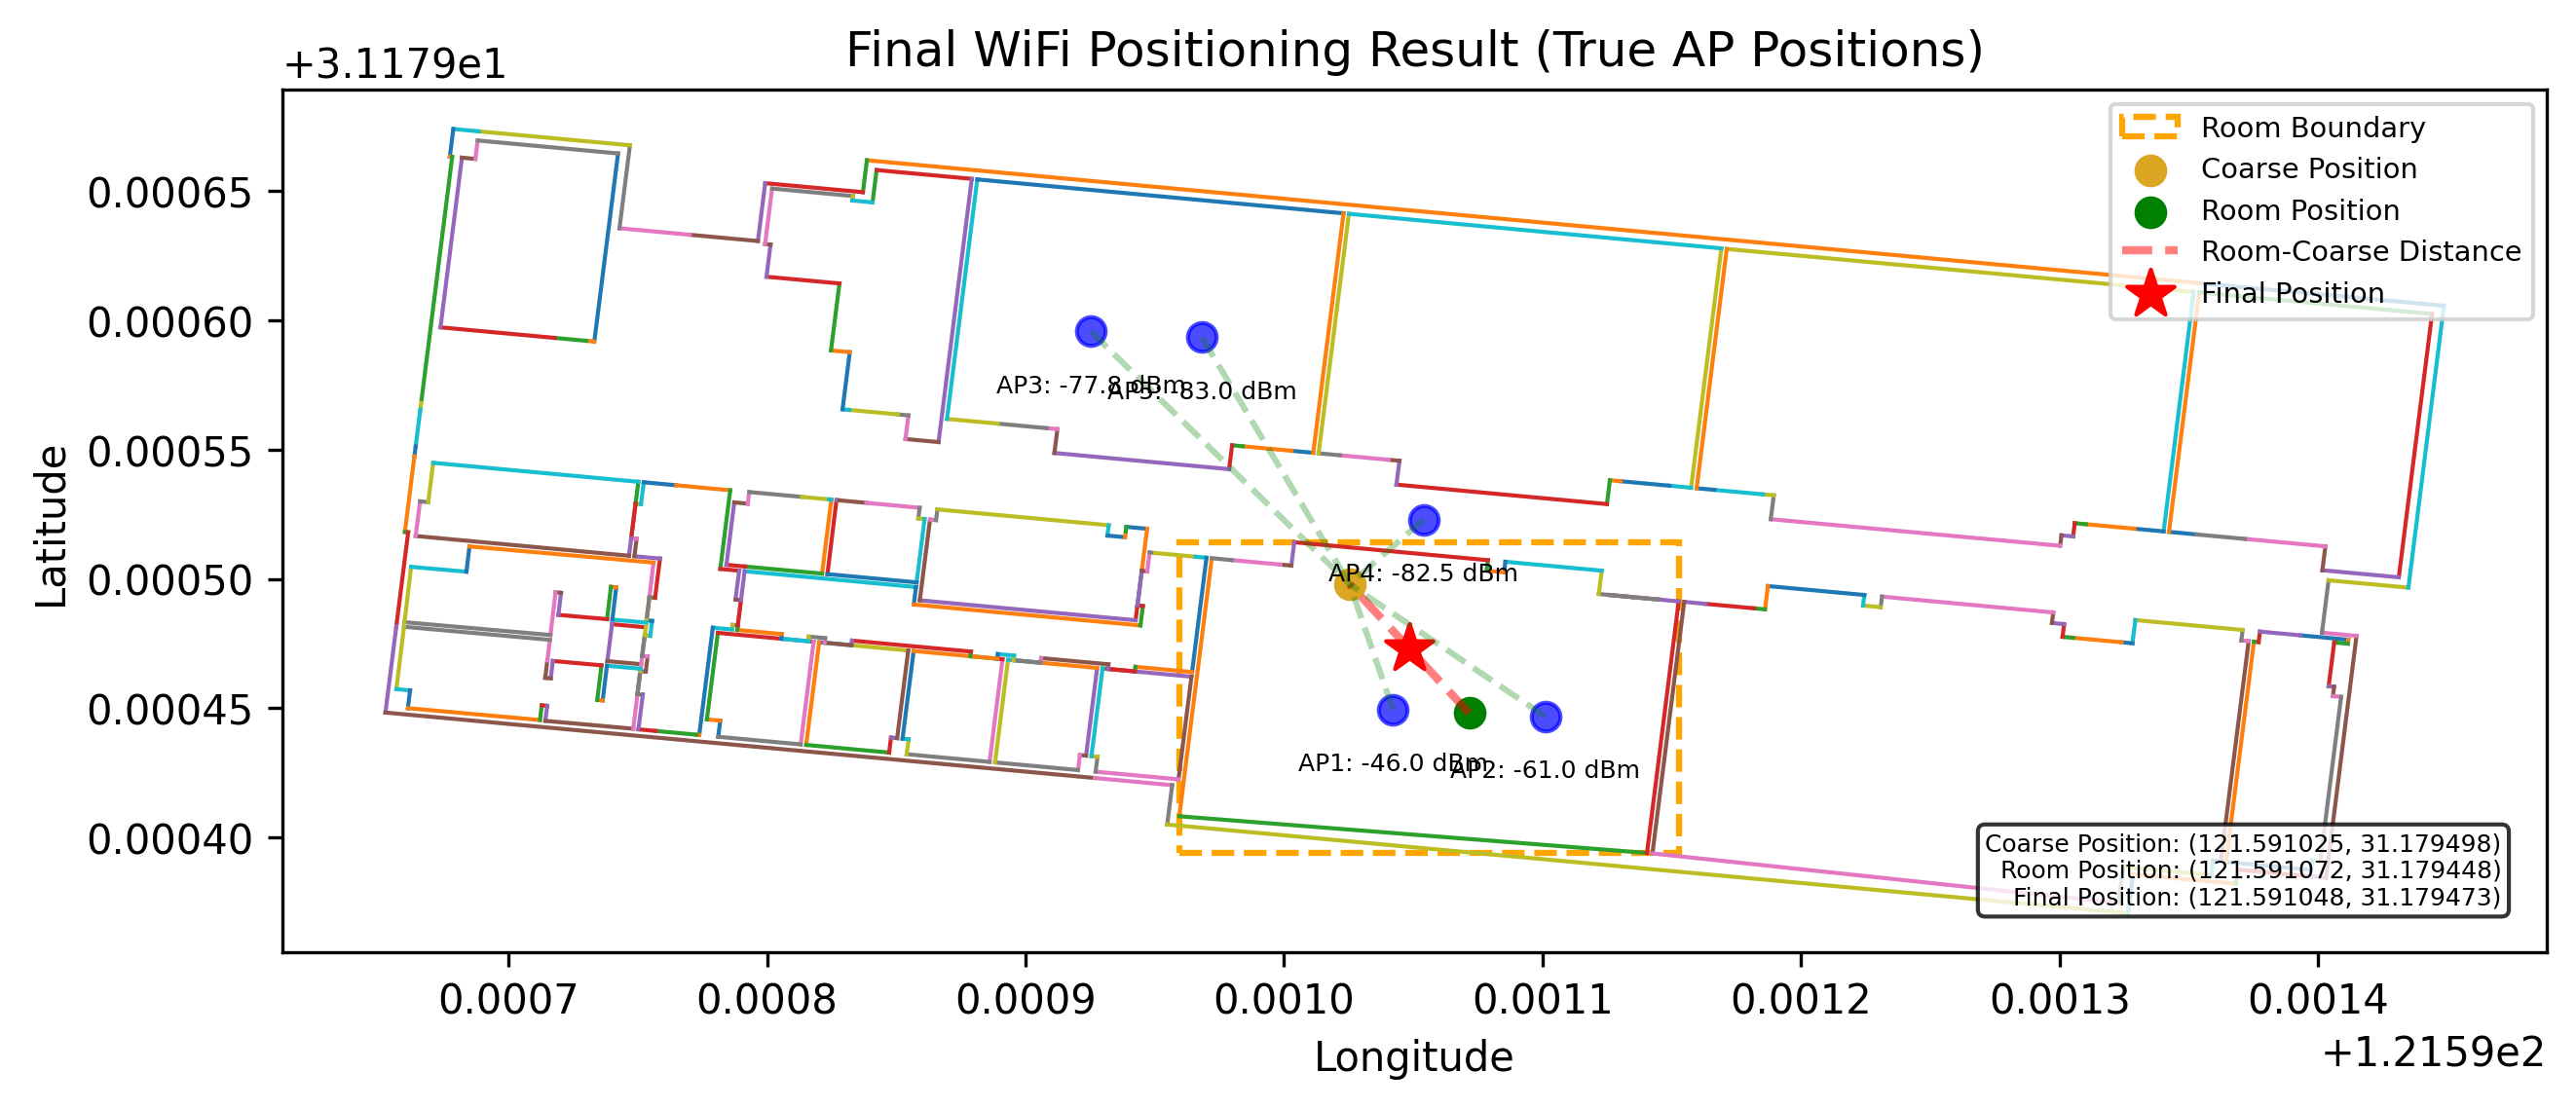 Final WiFi Positioning Result (True AP Positions)
+3.1179e1
Room Boundary
Coarse Position
Room Position
Room-Coarse Distance
Final Position
0.00065
0.00060
0.00055
0.00050
0.00045
0.00040
Latitude
AP3: -77.8 dBm
AP5: -83.0 dBm
AP4: -82.5 dBm
AP1: -46.0 dBm
AP2: -61.0 dBm
Coarse Position: (121.591025, 31.179498)
Room Position: (121.591072, 31.179448)
Final Position: (121.591048, 31.179473)
0.0007
0.0008
0.0009
0.0010
0.0011
0.0012
0.0013
0.0014
Longitude
+1.2159e2